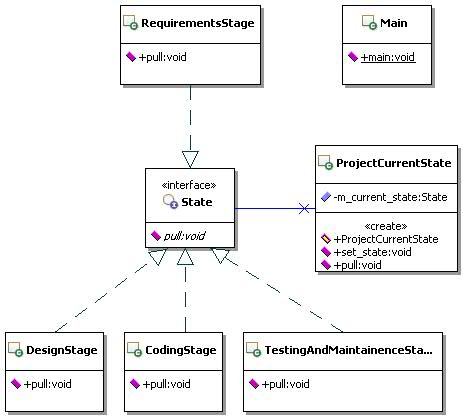 RequirementsStage
+pull:void
Main
+main:void
«interface»
State
pull:void
ProjectCurrentState
-m_current_state:State
«create»
+ProjectCurrentState
+set_state:void
+pull:void
DesignStage
+pull:void
CodingStage
+pull:void
TestingAndMaintainenceSta...
+pull:void